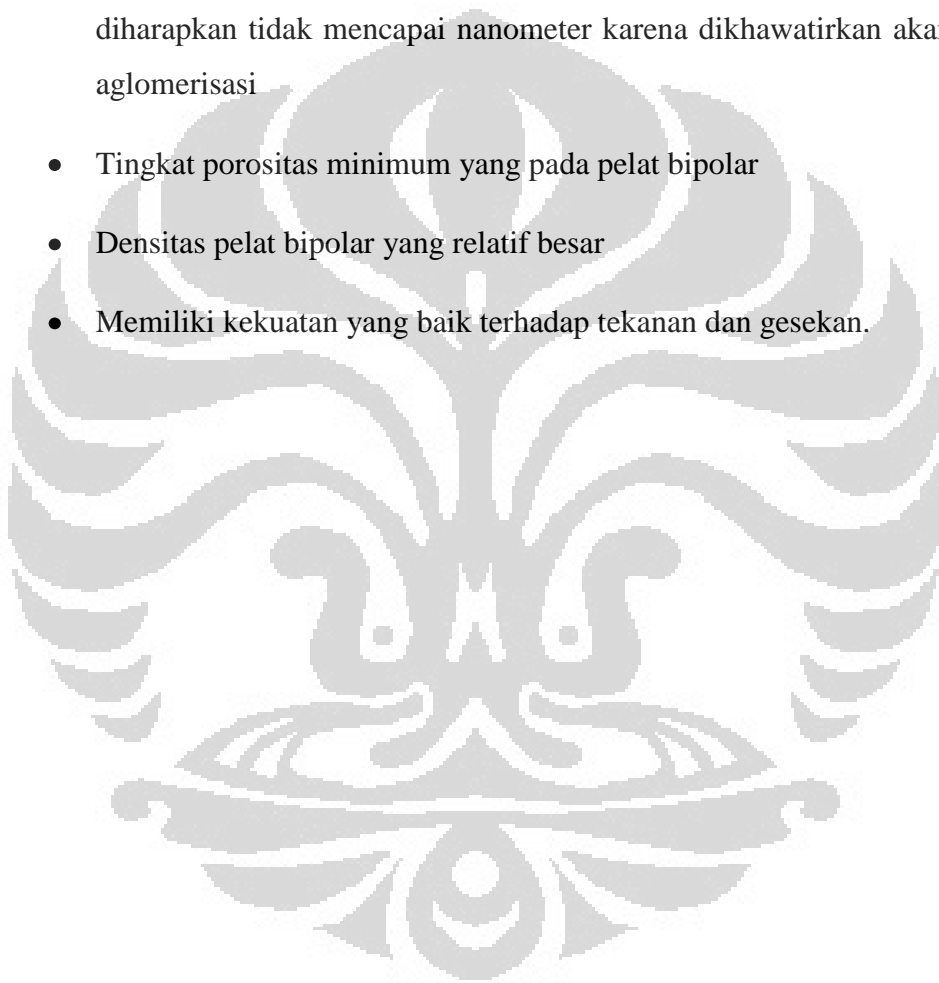 diharapkan tidak mencapai nanometer karena dikhawatirkan akan
aglomerisasi
• Tingkat porositas minimum yang pada pelat bipolar
• Densitas pelat bipolar yang relatif besar
• Memiliki kekuatan yang baik terhadap tekanan dan gesekan.